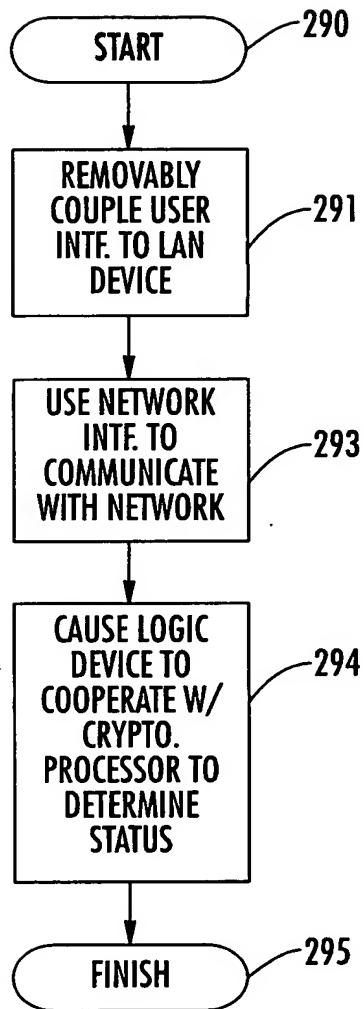 START
290
REMOVABLY
COUPLE USER
INTF. TO LAN
DEVICE
291
USE NETWORK
INTF. TO
COMMUNICATE
WITH NETWORK
293
CAUSE LOGIC
DEVICE TO
COOPERATE W/
CRYPTO.
PROCESSOR TO
DETERMINE
STATUS
294
FINISH
295